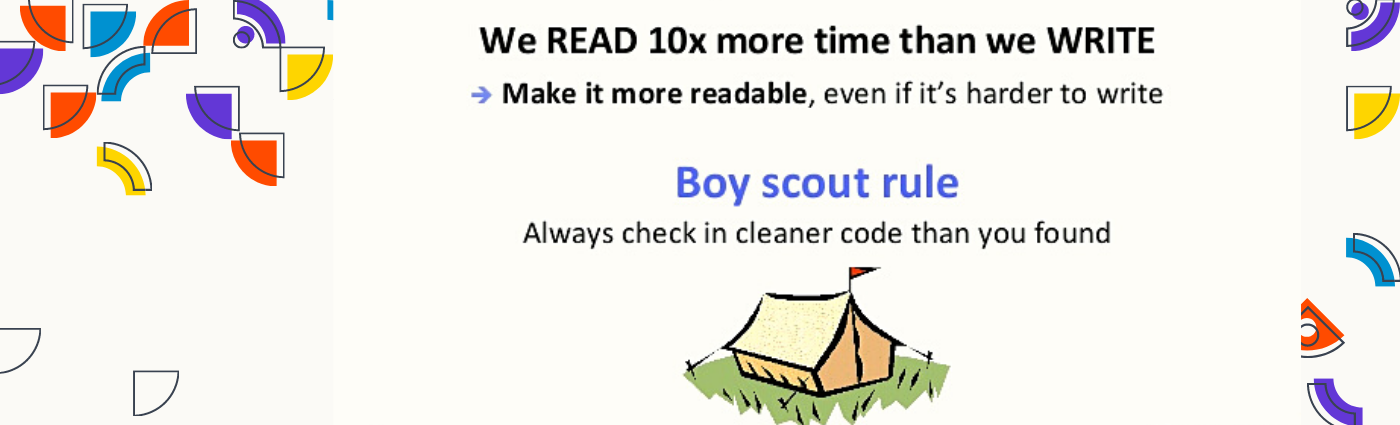 We READ 10x more time than we WRITE
➔ Make it more readable, even if it’s harder to write
Boy scout rule
Always check in cleaner code than you found